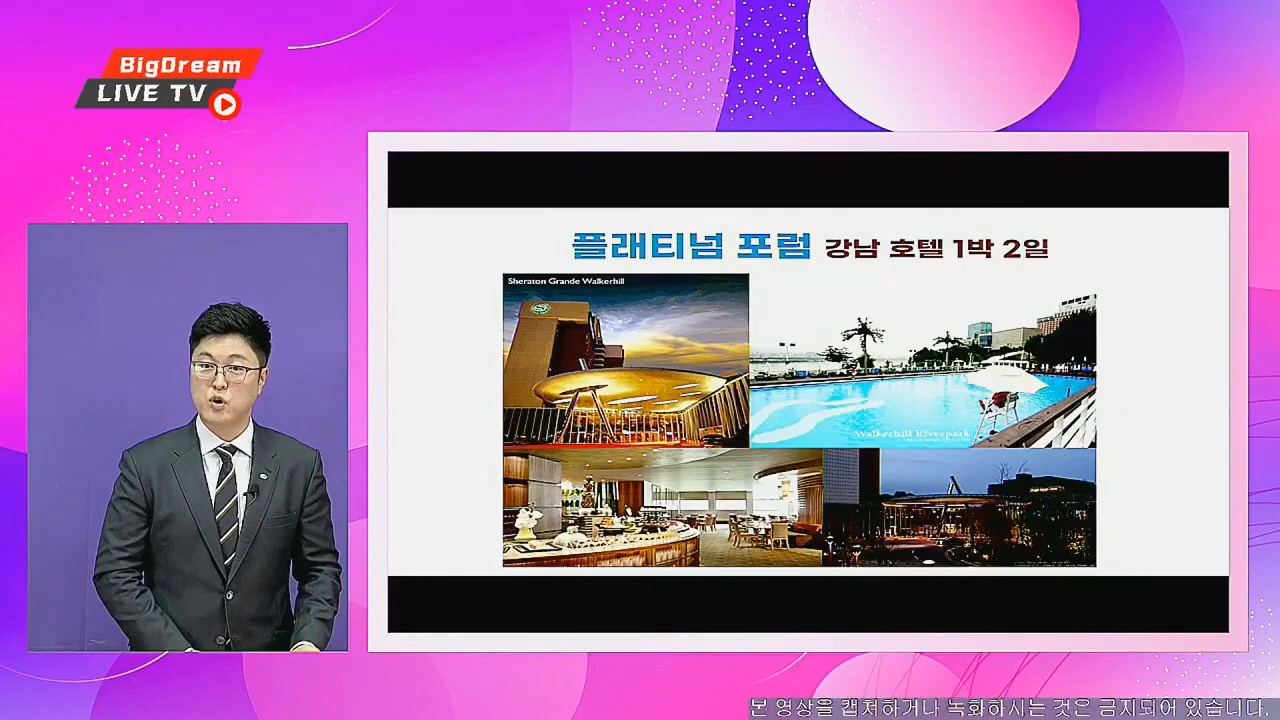 BigDream
LIVE TV
플래티넘 포럼 강남 호텔 1박 2일
Sheraton Grande Walkerhill
Walkerhill Riverpark
본 영상을 캡쳐하거나 녹화하시는 것은 금지되어 있습니다.